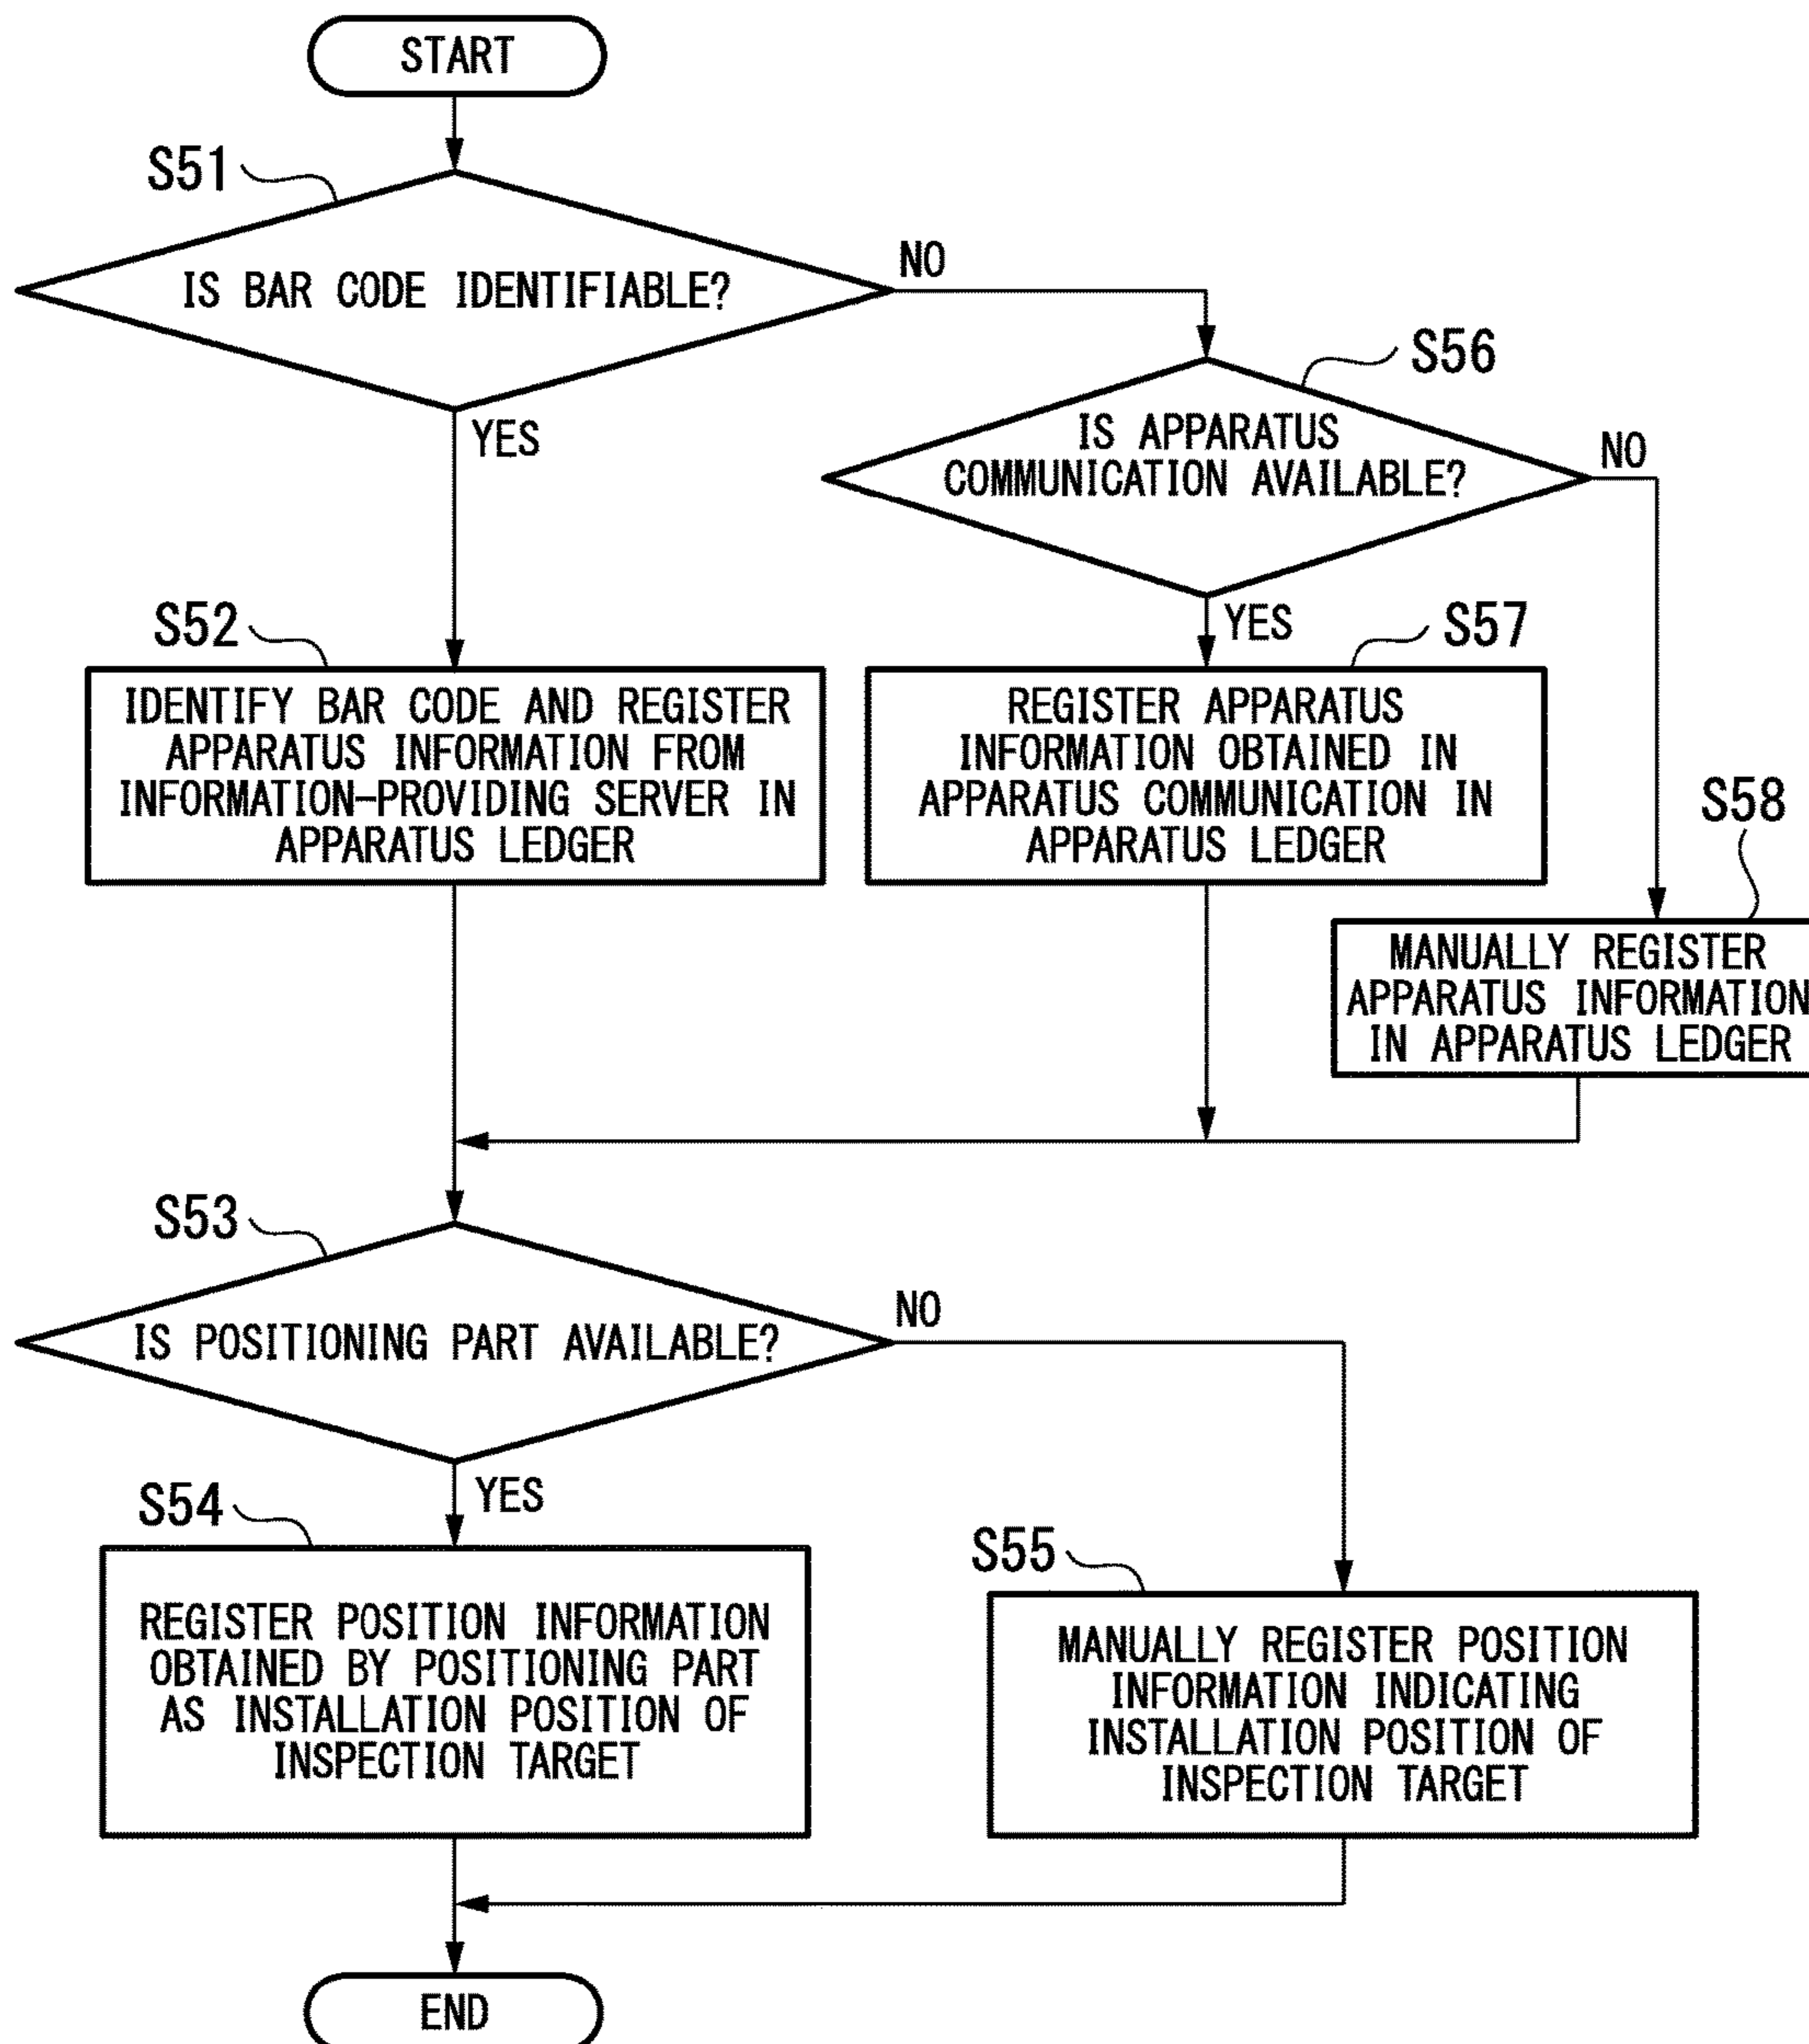 START
S51
IS BAR CODE IDENTIFIABLE?
NO
YES
S56
IS APPARATUS
COMMUNICATION AVAILABLE?
NO
YES
S52
IDENTIFY BAR CODE AND REGISTER
APPARATUS INFORMATION FROM
INFORMATION-PROVIDING SERVER IN
APPARATUS LEDGER
S57
REGISTER APPARATUS
INFORMATION OBTAINED IN
APPARATUS COMMUNICATION IN
APPARATUS LEDGER
S58
MANUALLY REGISTER
APPARATUS INFORMATION
IN APPARATUS LEDGER
S53
IS POSITIONING PART AVAILABLE?
NO
YES
S54
REGISTER POSITION INFORMATION
OBTAINED BY POSITIONING PART
AS INSTALLATION POSITION OF
INSPECTION TARGET
S55
MANUALLY REGISTER POSITION
INFORMATION INDICATING
INSTALLATION POSITION OF
INSPECTION TARGET
END